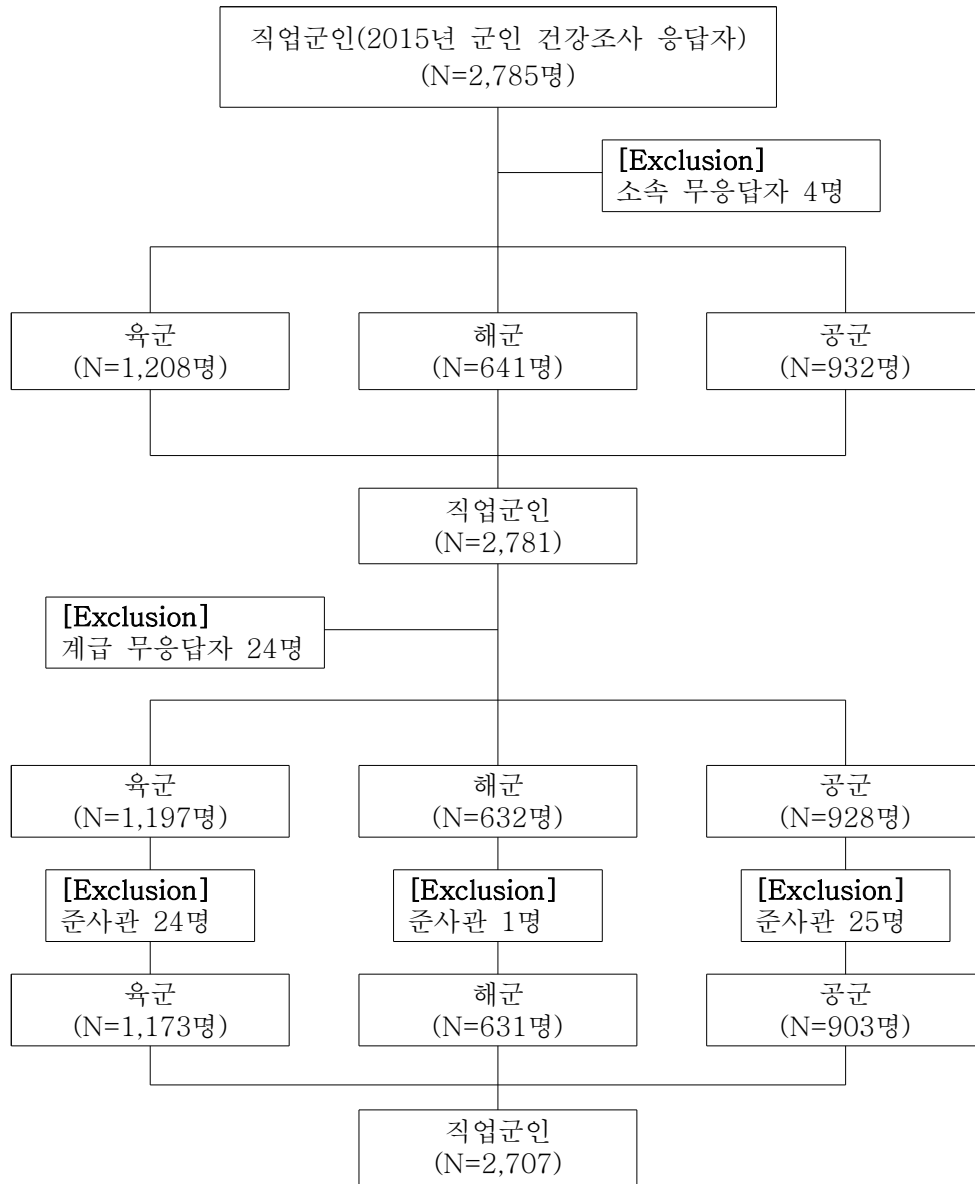 직업군인(2015년 군인 건강조사 응답자)
(N=2,785명)
[Exclusion]
소속 무응답자 4명
육군
(N=1,208명)
해군
(N=641명)
공군
(N=932명)
직업군인
(N=2,781)
[Exclusion]
계급 무응답자 24명
육군
(N=1,197명)
해군
(N=632명)
공군
(N=928명)
[Exclusion]
준사관 24명
[Exclusion]
준사관 1명
[Exclusion]
준사관 25명
육군
(N=1,173명)
해군
(N=631명)
공군
(N=903명)
직업군인
(N=2,707)